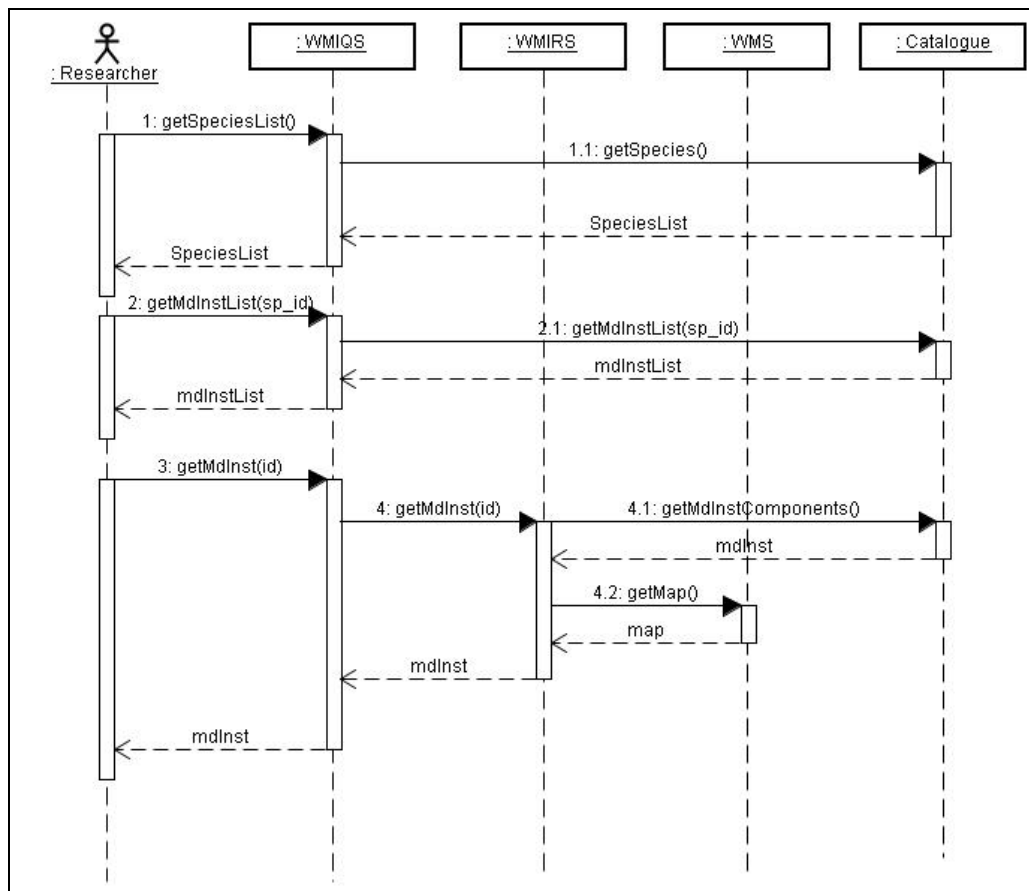 : Researcher
: WMIQS
: WMIRS
: WMS
: Catalogue
1: getSpeciesList()
1.1: getSpecies()
SpeciesList
SpeciesList
2: getMdInstList(sp_id)
2.1: getMdInstList(sp_id)
mdInstList
mdInstList
3: getMdInst(id)
4: getMdInst(id)
4.1: getMdInstComponents()
mdInst
4.2: getMap()
map
mdInst
mdInst